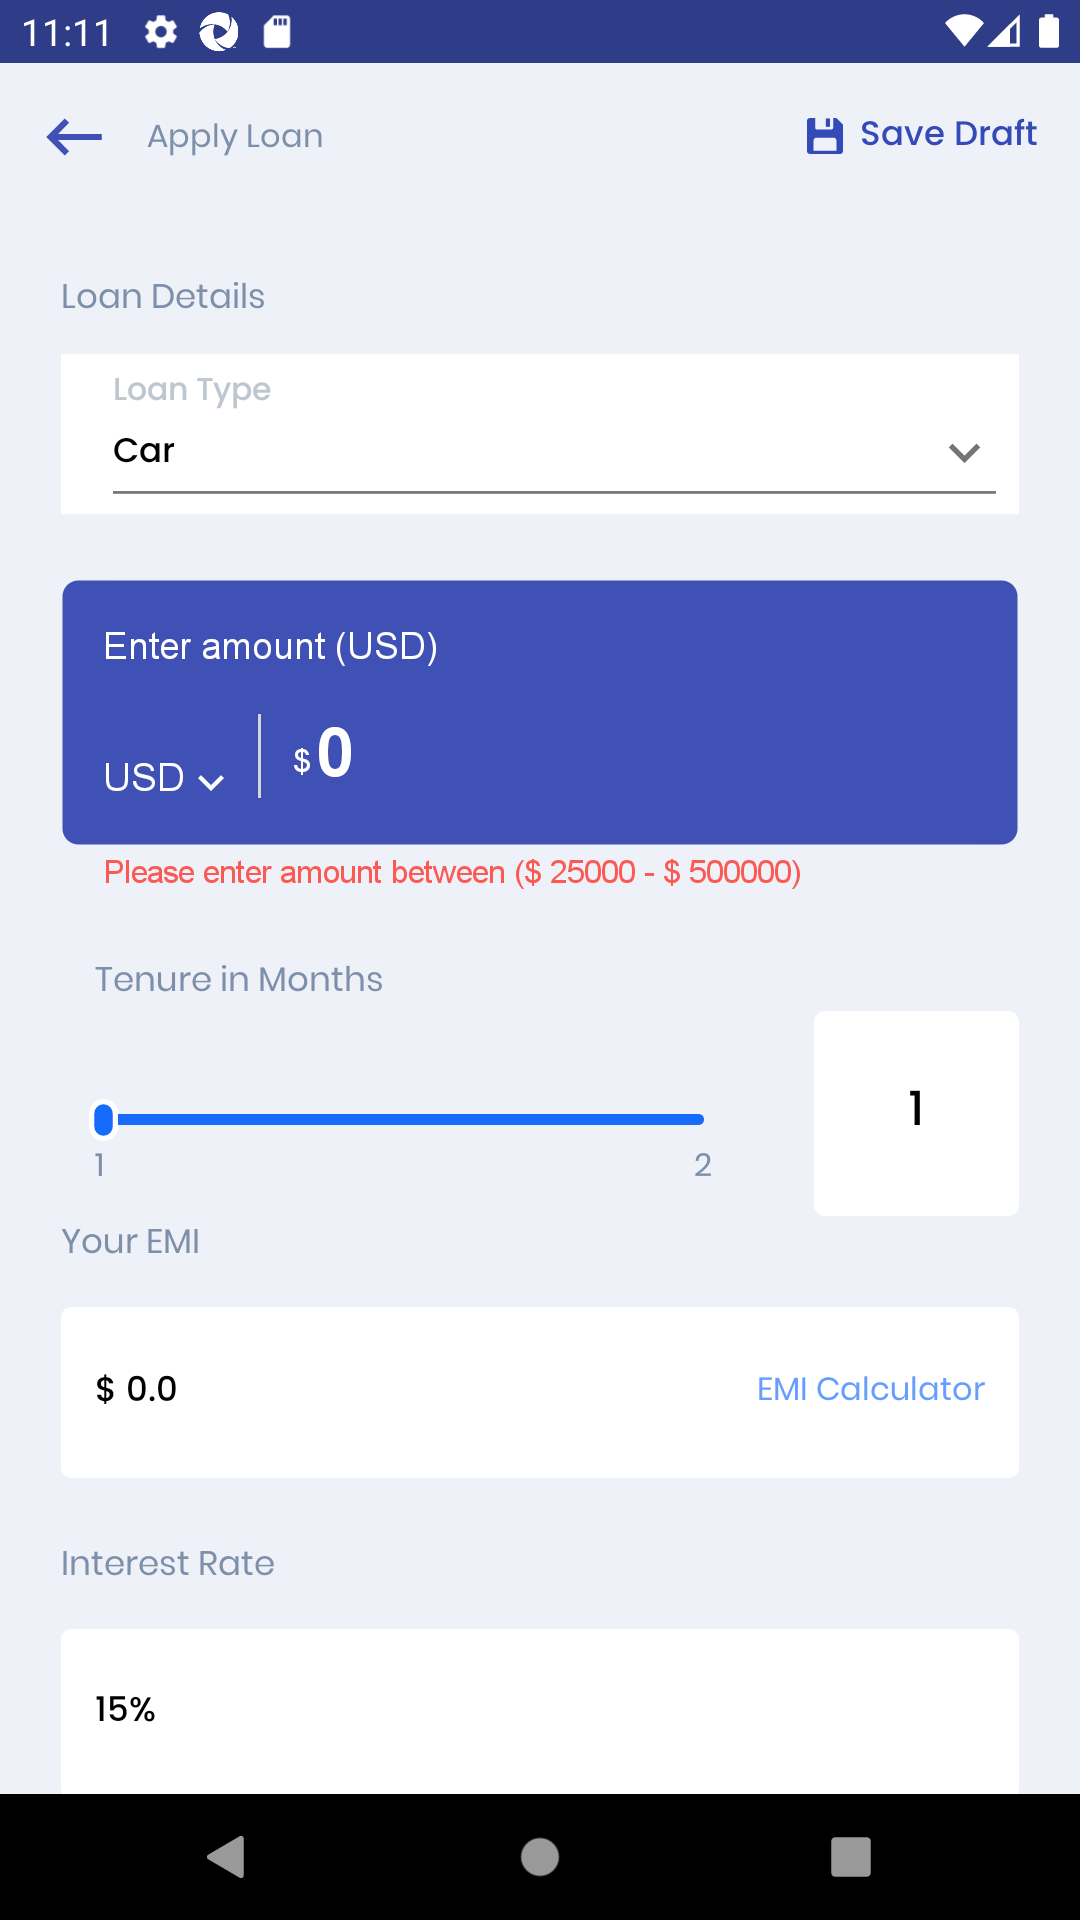 11:11
Apply Loan
Save Draft
Loan Details
Loan Type
Car
Enter amount (USD)
USD
$0
Please enter amount between ($ 25000 - $ 500000)
Tenure in Months
1
1
2
Your EMI
$ 0.0
EMI Calculator
Interest Rate
15%